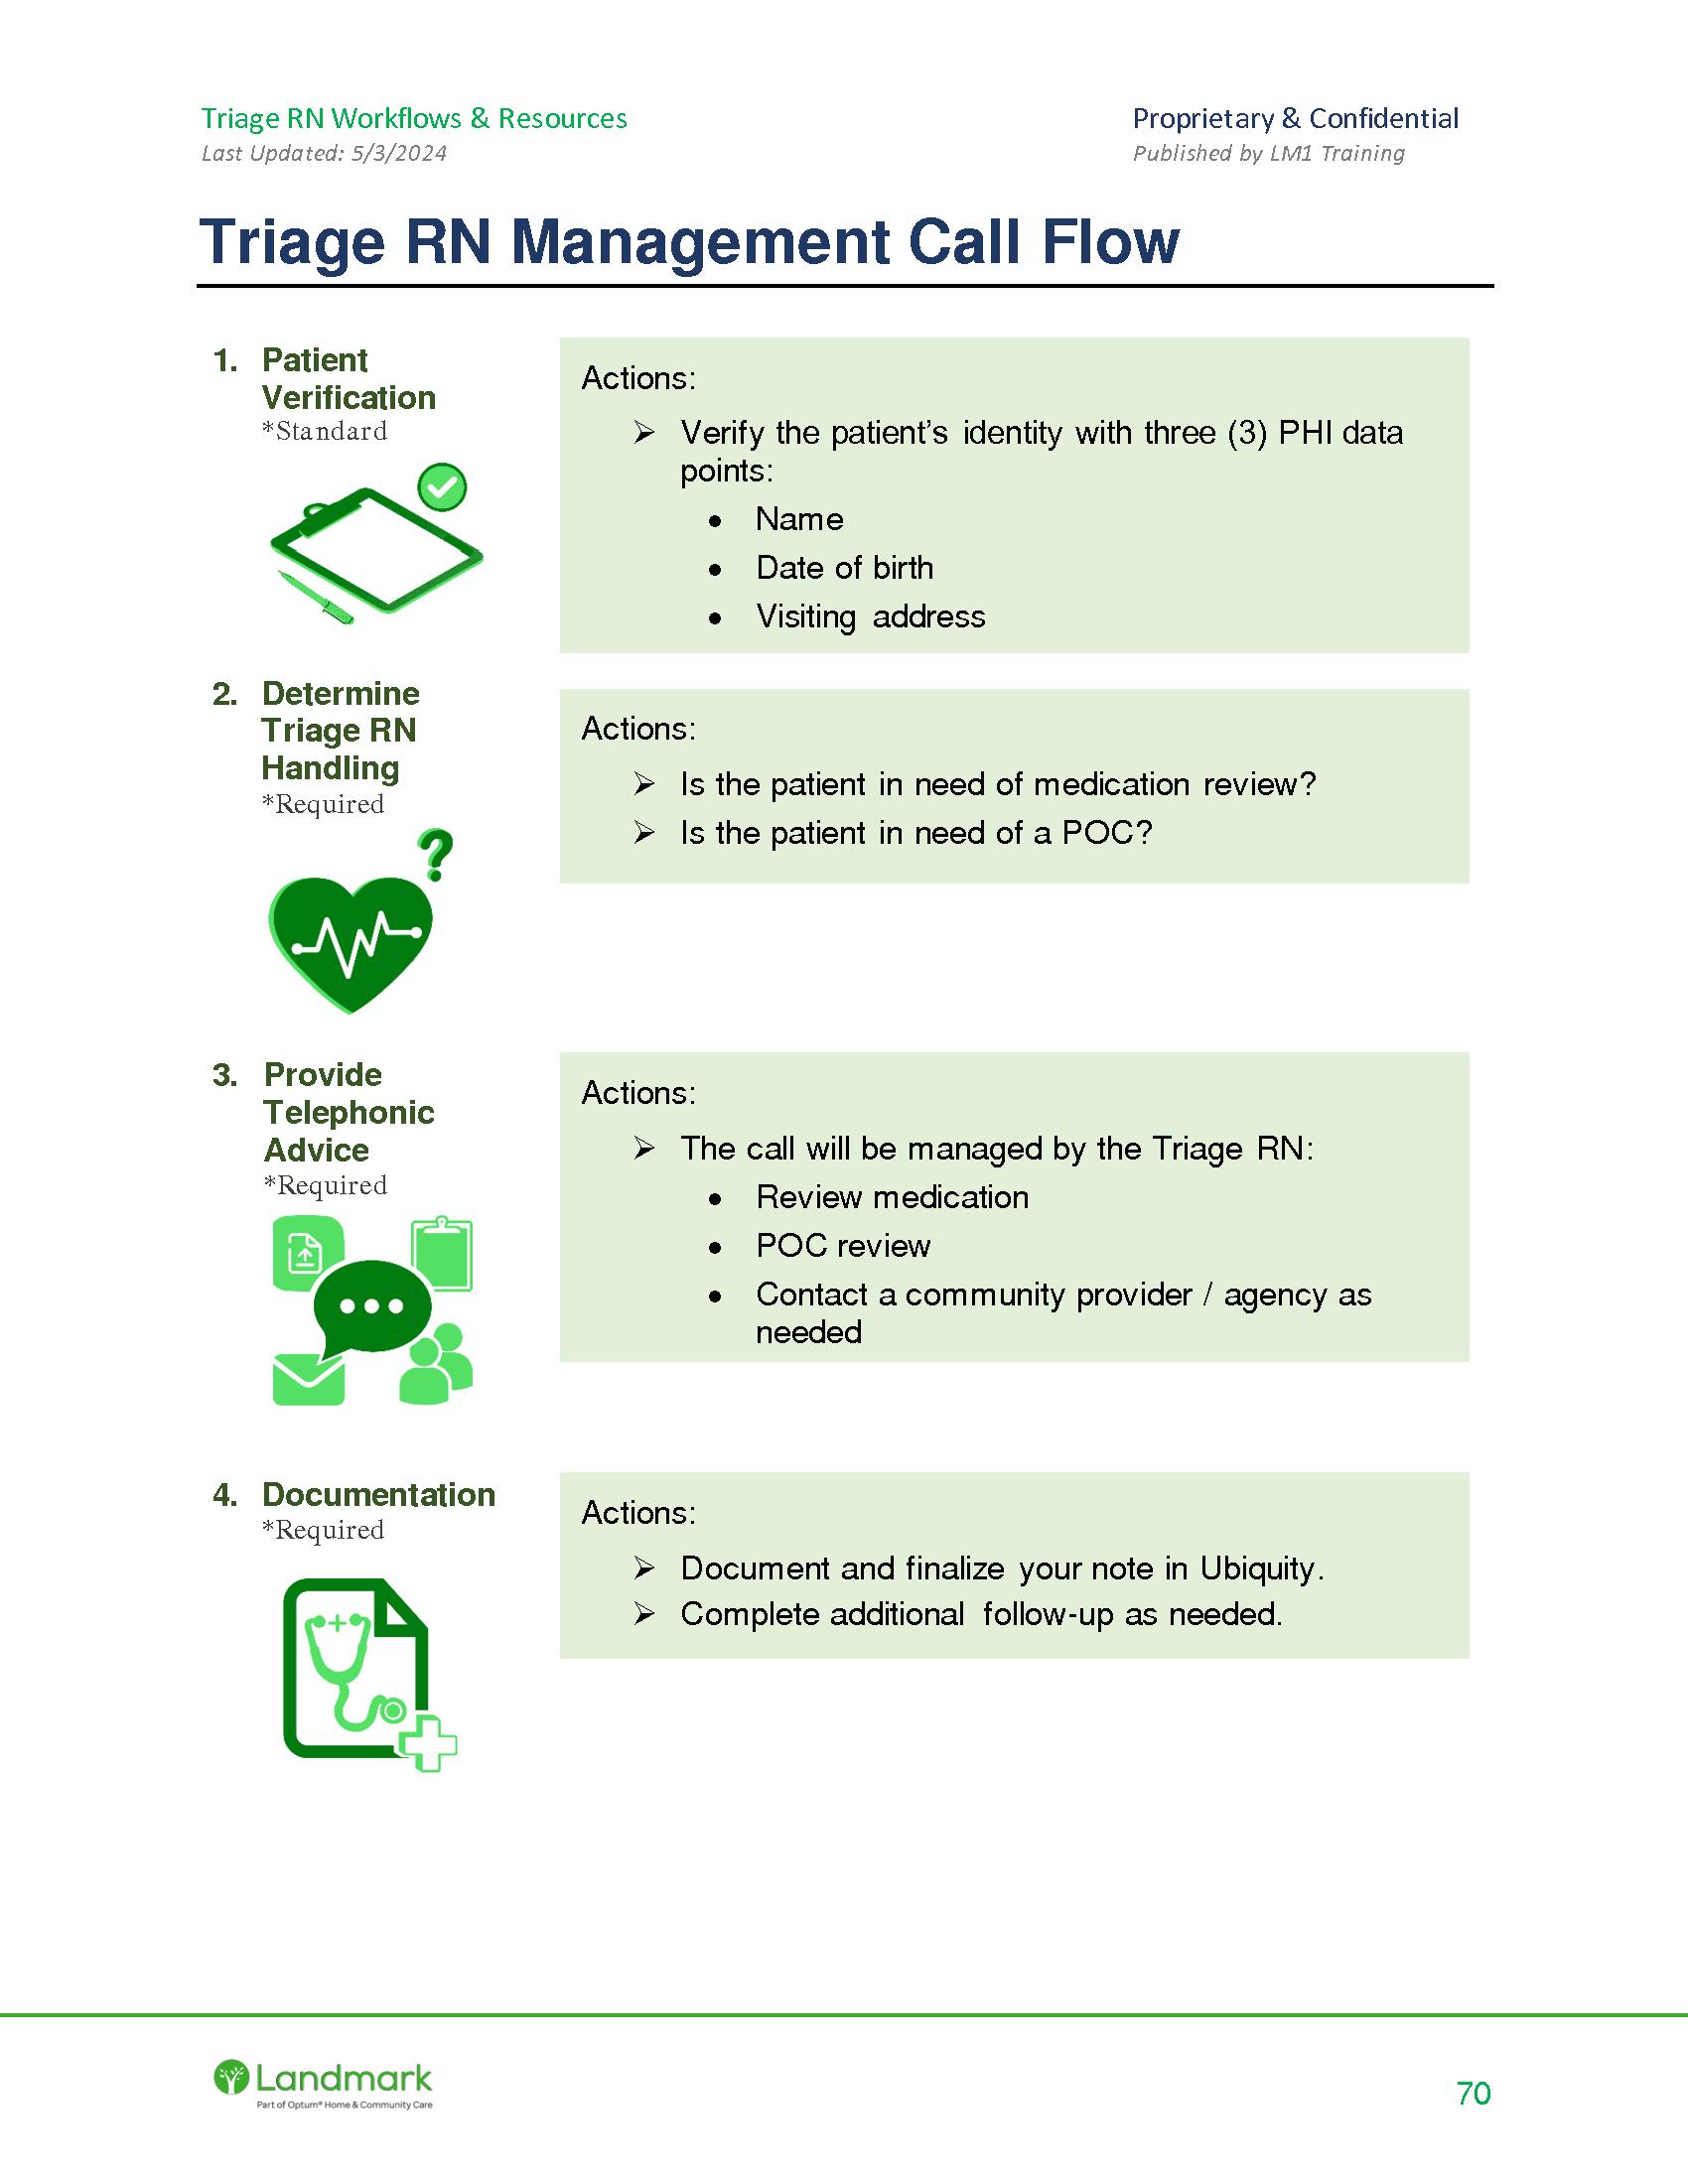 Triage RN Workflows & Resources
Proprietary & Confidential
Last Updated: 5/3/2024
Published by LM1 Training
Triage RN Management Call Flow
1. Patient
Verification
*Standard
Actions:
➢ Verify the patient’s identity with three (3) PHI data
points:
• Name
• Date of birth
• Visiting address
2. Determine
Triage RN
Handling
*Required
Actions:
➢ Is the patient in need of medication review?
➢ Is the patient in need of a POC?
?
3. Provide
Telephonic
Advice
*Required
Actions:
➢ The call will be managed by the Triage RN:
• Review medication
• POC review
• Contact a community provider / agency as
needed
4. Documentation
*Required
Actions:
➢ Document and finalize your note in Ubiquity.
➢ Complete additional follow-up as needed.
Landmark
Part of Optum® Home & Community Care
70